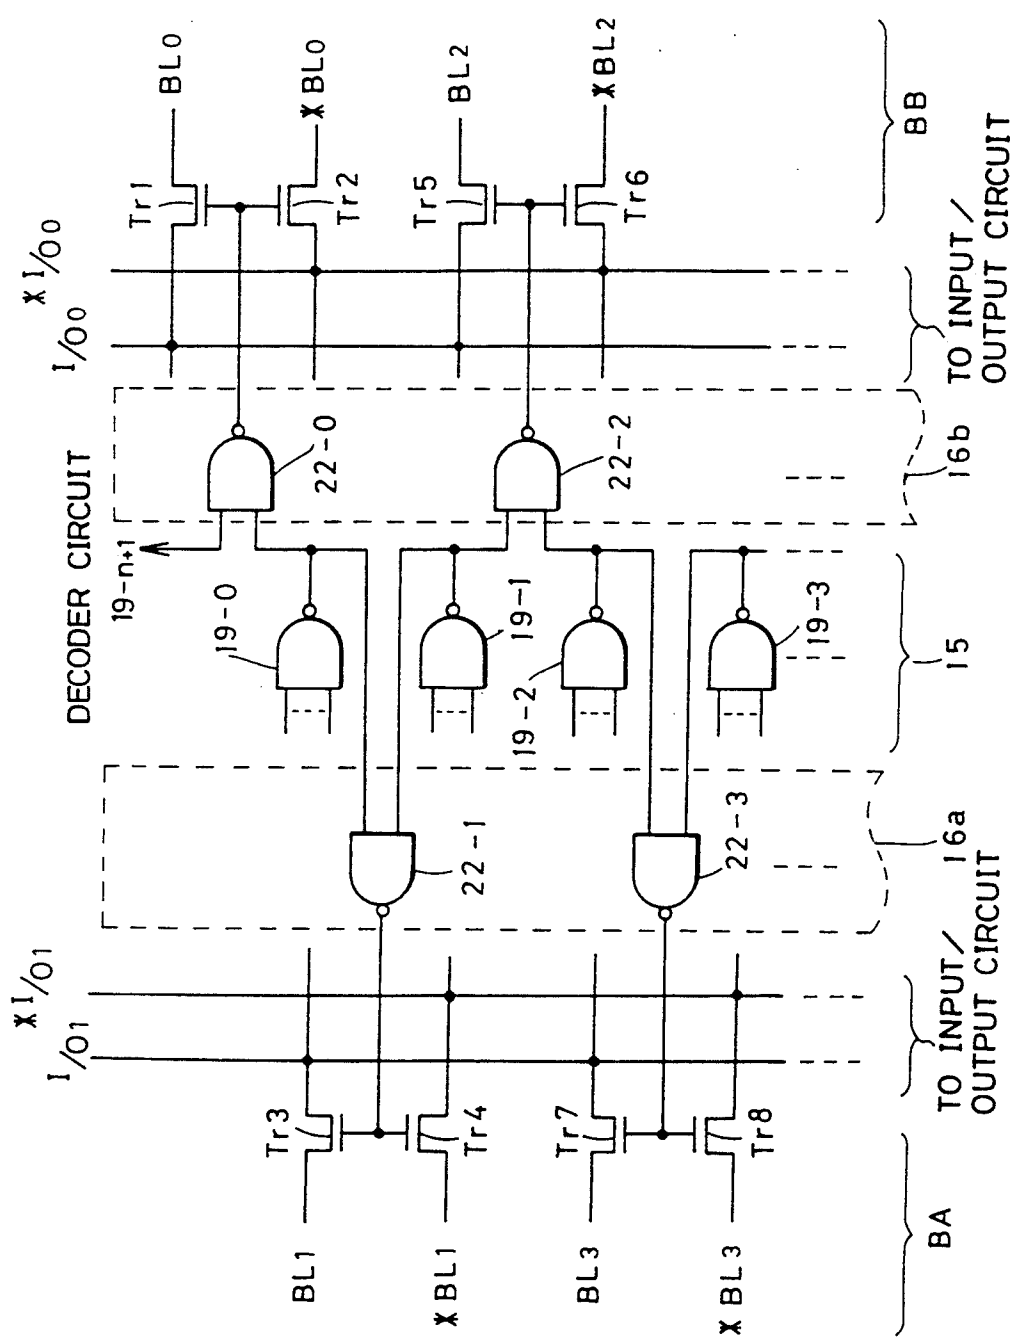 BL0
Tr1
XBL0
Tr2
BL2
Tr5
XBL2
Tr6
BB
XI/O0
I/O0
TO INPUT/
OUTPUT CIRCUIT
22-0
22-2
16b
DECODER CIRCUIT
19-n+1
19-0
19-1
19-2
19-3
15
22-1
22-3
16a
XI/O1
I/O1
TO INPUT/
OUTPUT CIRCUIT
Tr3
Tr4
Tr7
Tr8
BL1
XBL1
BL3
XBL3
BA